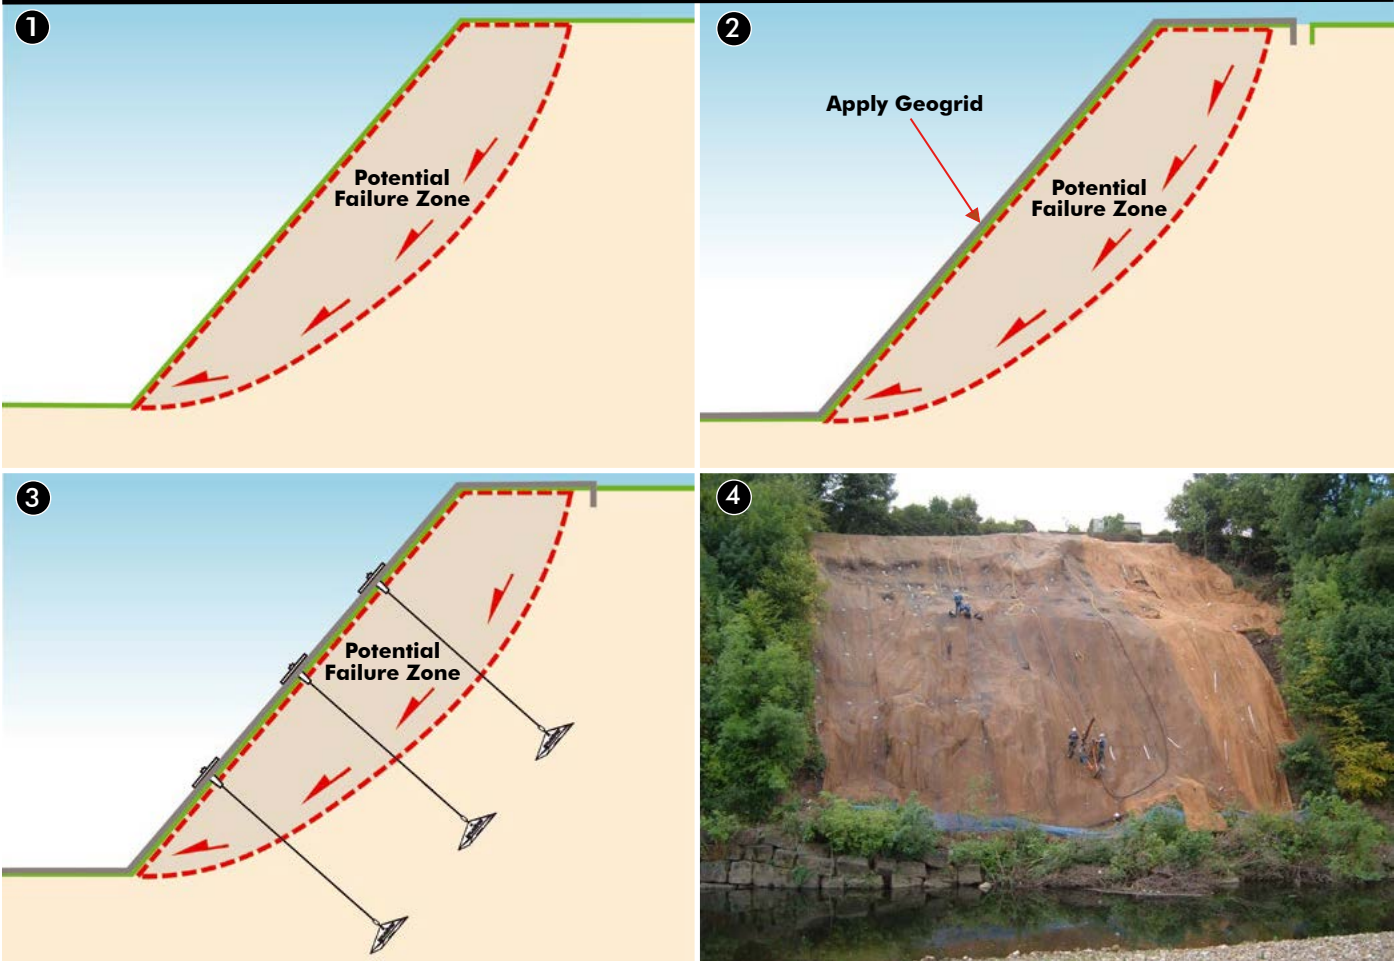 1
2
Apply Geogrid
Potential
Failure Zone
Potential
Failure Zone
3
4
Potential
Failure Zone